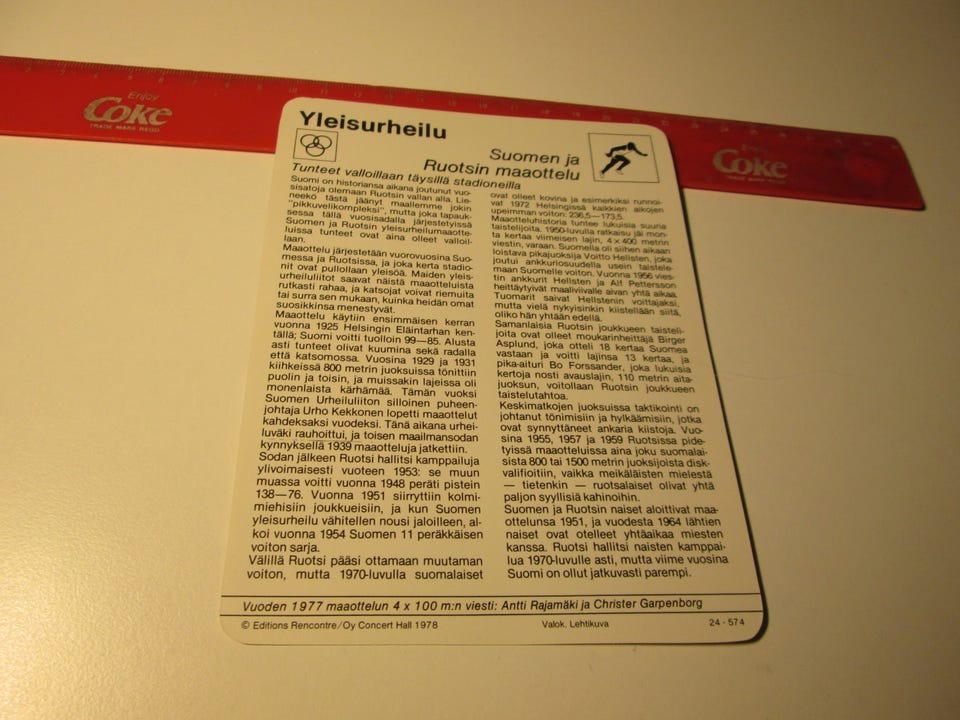 Enjoy
Coke
TRADE MARK REGD
Enjoy
Coke
TRADE MARK REGD
Yleisurheilu
Suomen ja
Ruotsin maaottelu
Tunteet valloillaan täysillä stadioneilla
Suomi on historiansa aikana joutunut vuo-
sisatoja olemaan Ruotsin vallan alla. Lie-
neekö tästä jäänyt maallemme jokin
"pikkuvelikompleksi", mutta joka tapauk-
sessa tällä vuosisadalla järjestetyissä
Suomen ja Ruotsin yleisurheilumaaotte-
luissa tunteet ovat aina olleet valloil-
laan.
Maaottelu järjestetään vuorovuosina Suo-
messa ja Ruotsissa, ja joka kerta stadio-
nit ovat pullollaan yleisöä. Maiden yleis-
urheiluliitot saavat näistä maaotteluista
rutkasti rahaa, ja katsojat voivat riemuita
tai surra sen mukaan, kuinka heidän omat
suosikkinsa menestyvät.
Maaottelu käytiin ensimmäisen kerran
vuonna 1925 Helsingin Eläintarhan ken-
tällä; Suomi voitti tuolloin 99—85. Alusta
asti tunteet olivat kuumina sekä radalla
että katsomossa. Vuosina 1929 ja 1931
kiihkeissä 800 metrin juoksuissa tönittiin
puolin ja toisin, ja muissakin lajeissa oli
monenlaista kärhämää. Tämän vuoksi
Suomen Urheiluliiton silloinen puheen-
johtaja Urho Kekkonen lopetti maaottelut
kahdeksaksi vuodeksi. Tänä aikana urhei-
luväki rauhoittui, ja toisen maailmansodan
kynnyksellä 1939 maaotteluja jatkettiin.
Sodan jälkeen Ruotsi hallitsi kamppailuja
ylivoimaisesti vuoteen 1953; se muun
muassa voitti vuonna 1948 peräti pistein
138—76. Vuonna 1951 siirryttiin kolmi-
miehisiin joukkueisiin, ja kun Suomen
yleisurheilu vähitellen nousi jaloilleen, al-
koi vuonna 1954 Suomen 11 peräkkäisen
voiton sarja.
Välillä Ruotsi pääsi ottamaan muutaman
voiton, mutta 1970-luvulla suomalaiset
ovat olleet kovina ja esimerkiksi runnoi-
vat 1972 Helsingissä kaikkien aikojen
upeimman voiton: 236,5—173,5.
Maaotteluhistoria tuntee lukuisia suuria
taistelijoita. 1950-luvulla ratkaisu jäi mon-
ta kertaa viimeisen lajin, 4 x 400 metrin
viestin, varaan. Suomella oli siihen aikaan
loistava pikajuoksija Voitto Hellsten, joka
joutui ankkuriosuudella usein taistele-
maan Suomelle voiton. Vuonna 1956 vies-
tin ankkurit Hellsten ja Alf Pettersson
heittäytyivät maaliviivalle aivan yhtä aikaa.
Tuomarit saivat Hellstenin voittajaksi,
mutta vielä nykyisinkin kiistellään siitä,
oliko hän yhtään edellä.
Samanlaisia Ruotsin joukkueen taisteli-
joita ovat olleet moukarinheittäjä Birger
Asplund, joka otteli 18 kertaa Suomea
vastaan ja voitti lajinsa 13 kertaa, ja
pika-aituri Bo Forssander, joka lukuisia
kertoja nosti avauslajin, 110 metrin aita-
juoksun, voitollaan Ruotsin joukkueen
taistelutahtoa.
Keskimatkojen juoksuissa taktikointi on
johtanut tönimisiin ja hylkäämisiin, jotka
ovat synnyttäneet ankaria kiistoja. Vuo-
sina 1955, 1957 ja 1959 Ruotsissa pide-
tyissä maaotteluissa aina joku suomalai-
sista 800 tai 1500 metrin juoksijoista disk-
valifioitiin, vaikka meikäläisten mielestä
— tietenkin — ruotsalaiset olivat yhtä
paljon syyllisiä kahinoihin.
Suomen ja Ruotsin naiset aloittivat maa-
ottelunsa 1951, ja vuodesta 1964 lähtien
naiset ovat otelleet yhtäaikaa miesten
kanssa. Ruotsi hallitsi naisten kamppai-
lua 1970-luvulle asti, mutta viime vuosina
Suomi on ollut jatkuvasti parempi.
Vuoden 1977 maaottelun 4 x 100 m:n viesti: Antti Rajamäki ja Christer Garpenborg
© Editions Rencontre/Oy Concert Hall 1978
Valok. Lehtikuva
24 - 574